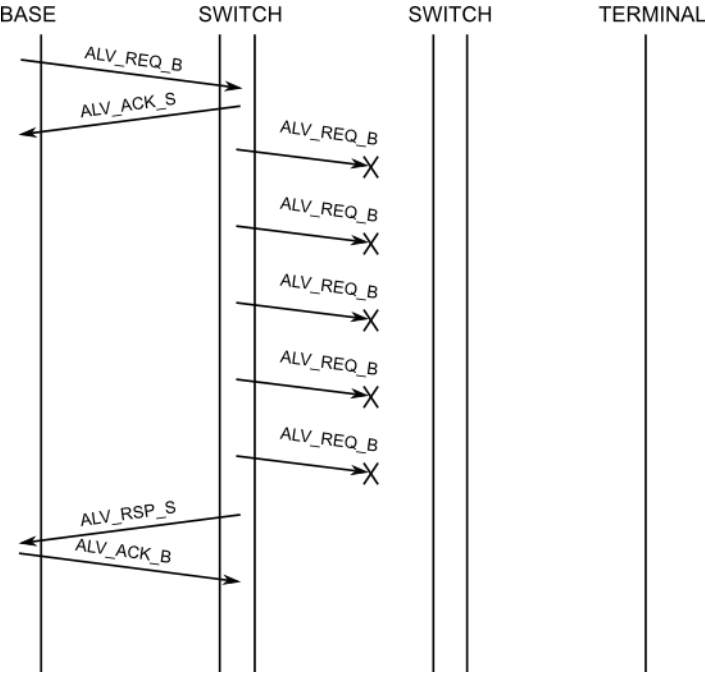 BASE SWITCH SWITCH TERMINAL
ALV_REQ_B
ALV_ACK_S
ALV_REQ_B
ALV_REQ_B
ALV_REQ_B
ALV_REQ_B
ALV_REQ_B
ALV_RSP_S
ALV_ACK_B